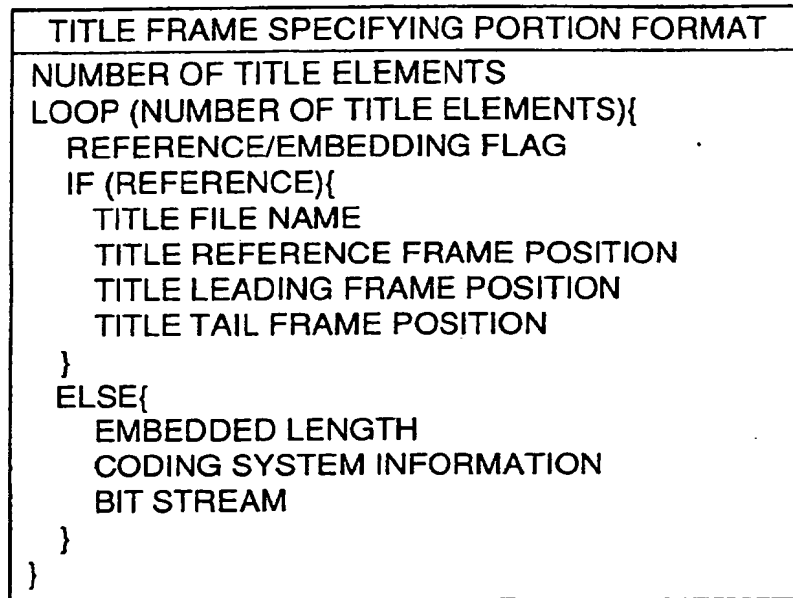 TITLE FRAME SPECIFYING PORTION FORMAT
NUMBER OF TITLE ELEMENTS
LOOP (NUMBER OF TITLE ELEMENTS){
REFERENCE/EMBEDDING FLAG
IF (REFERENCE){
TITLE FILE NAME
TITLE REFERENCE FRAME POSITION
TITLE LEADING FRAME POSITION
TITLE TAIL FRAME POSITION
}
ELSE{
EMBEDDED LENGTH
CODING SYSTEM INFORMATION
BIT STREAM
}
}